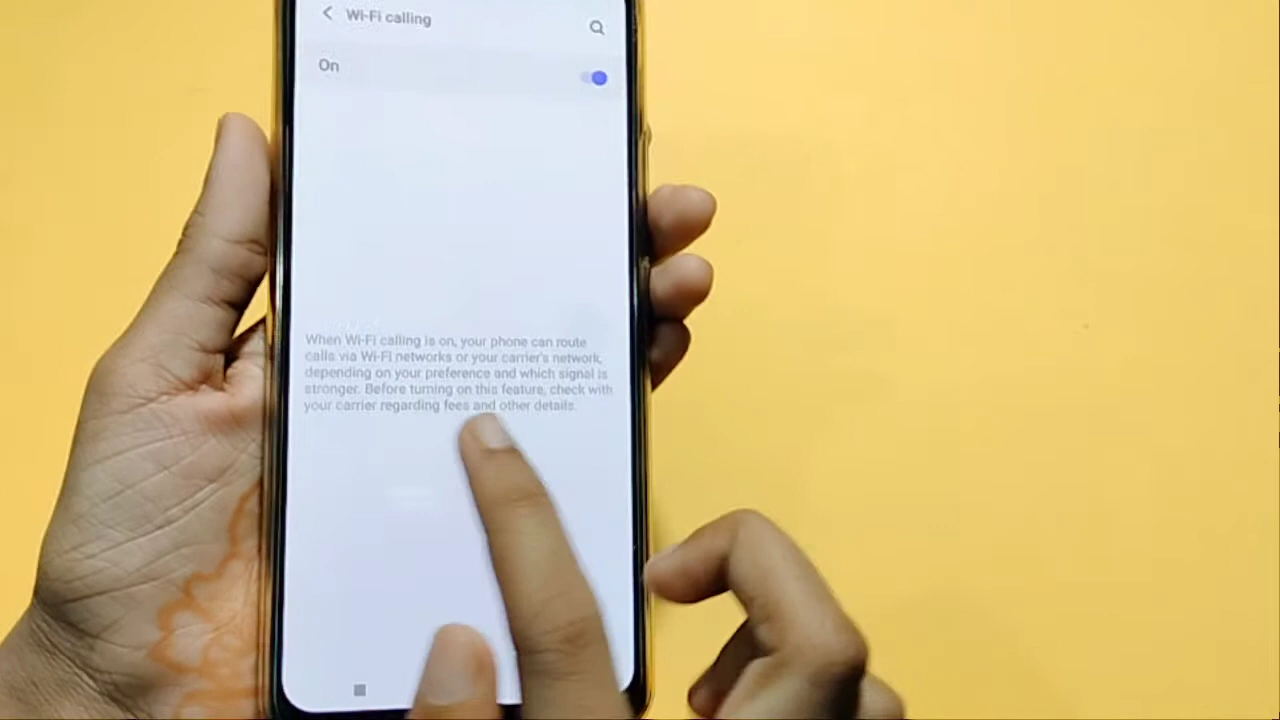 Wi-Fi calling
On
When Wi-Fi calling is on, your phone can route
calls via Wi-Fi networks or your carrier's network,
depending on your preference and which signal is
stronger. Before turning on this feature, check with
your carrier regarding fees and other details.